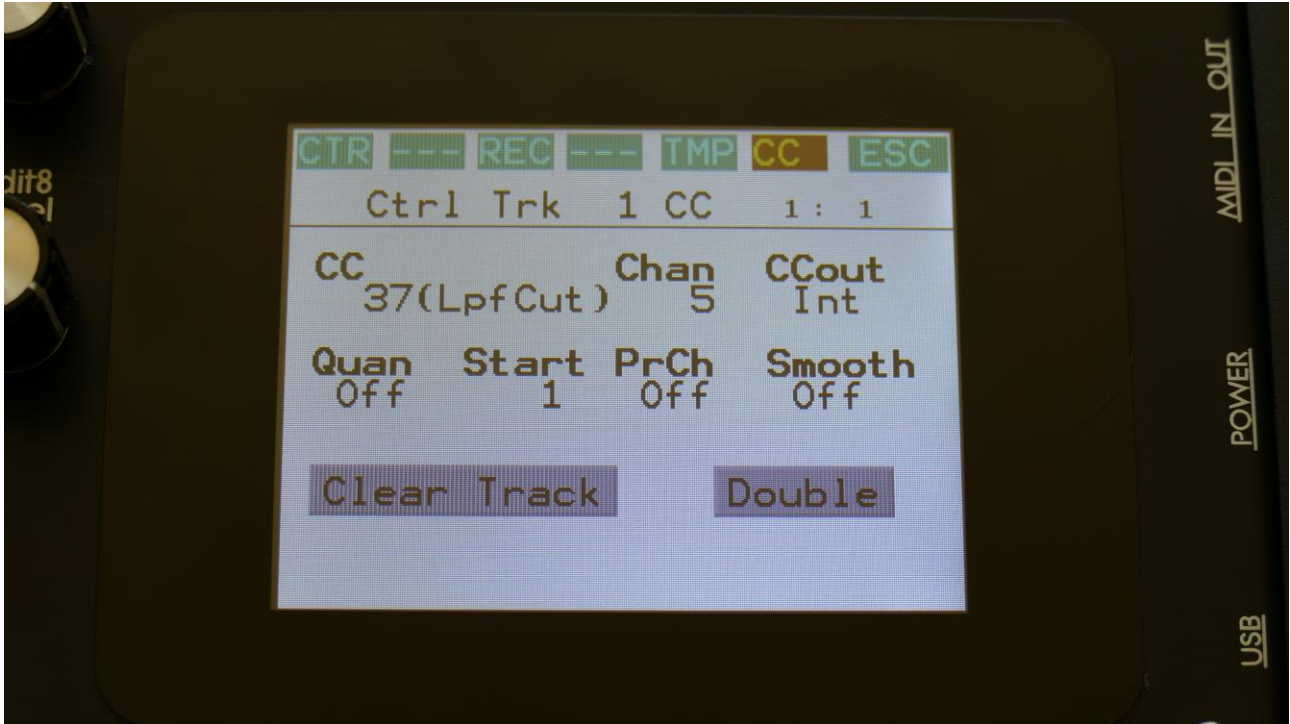 CTR --- REC --- TMP CC ESC
Ctrl Trk 1 CC 1: 1
CC Chan CCout
37(LpfCut) 5 Int
Quan Start PrCh Smooth
Off 1 Off Off
Clear Track Double
MIDI IN OUT
POWER
USB